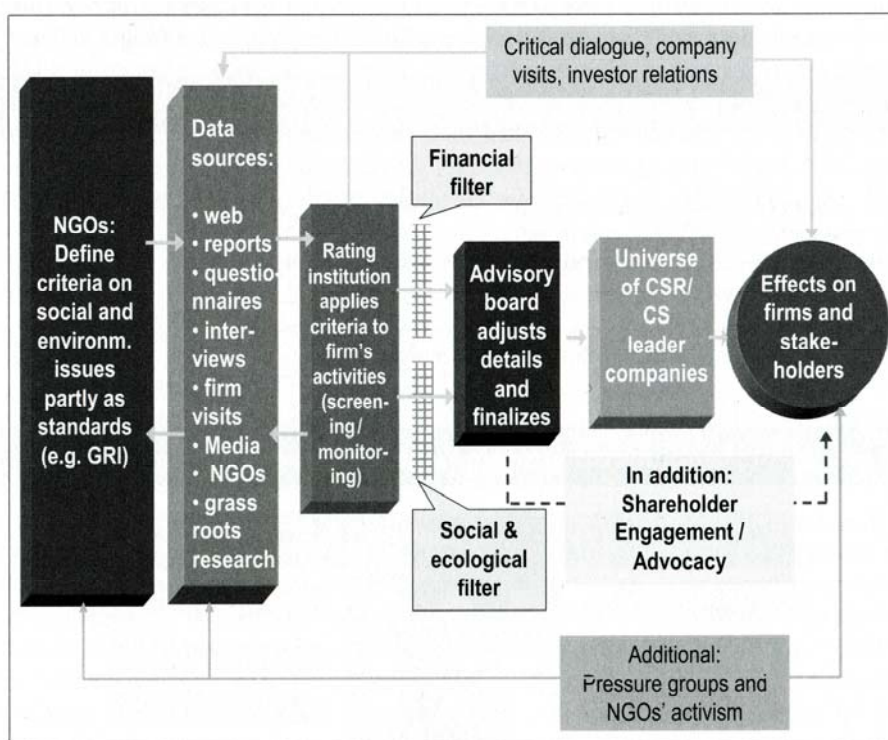 Critical dialogue, company
visits, investor relations
NGOs:
Define
criteria on
social and
environm.
issues
partly as
standards
(e.g. GRI)
Data
sources:
• web
• reports
• questio-
nnaires
• inter-
views
• firm
visits
• Media
• NGOs
• grass
roots
research
Rating
institution
applies
criteria to
firm's
activities
(screen-
ing/
monitor-
ing)
Financial
filter
Social &
ecological
filter
Advisory
board
adjusts
details
and
finalizes
Universe
of CSR/
CS
leader
companies
Effects on
firms and
stake-
holders
In addition:
Shareholder
Engagement /
Advocacy
Additional:
Pressure groups and
NGOs' activism